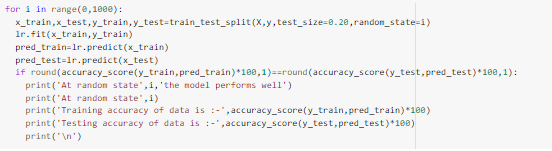 for i in range(0,1000):
x_train,x_test,y_train,y_test=train_test_split(X,y,test_size=0.20,random_state=i)
lr.fit(x_train,y_train)
pred_train=lr.predict(x_train)
pred_test=lr.predict(x_test)
if round(accuracy_score(y_train,pred_train)*100,1)==round(accuracy_score(y_test,pred_test)*100,1):
print('At random state',i,'the model performs well')
print('At random state',i)
print('Training accuracy of data is :-',accuracy_score(y_train,pred_train)*100)
print('Testing accuracy of data is :-',accuracy_score(y_test,pred_test)*100)
print('\n')